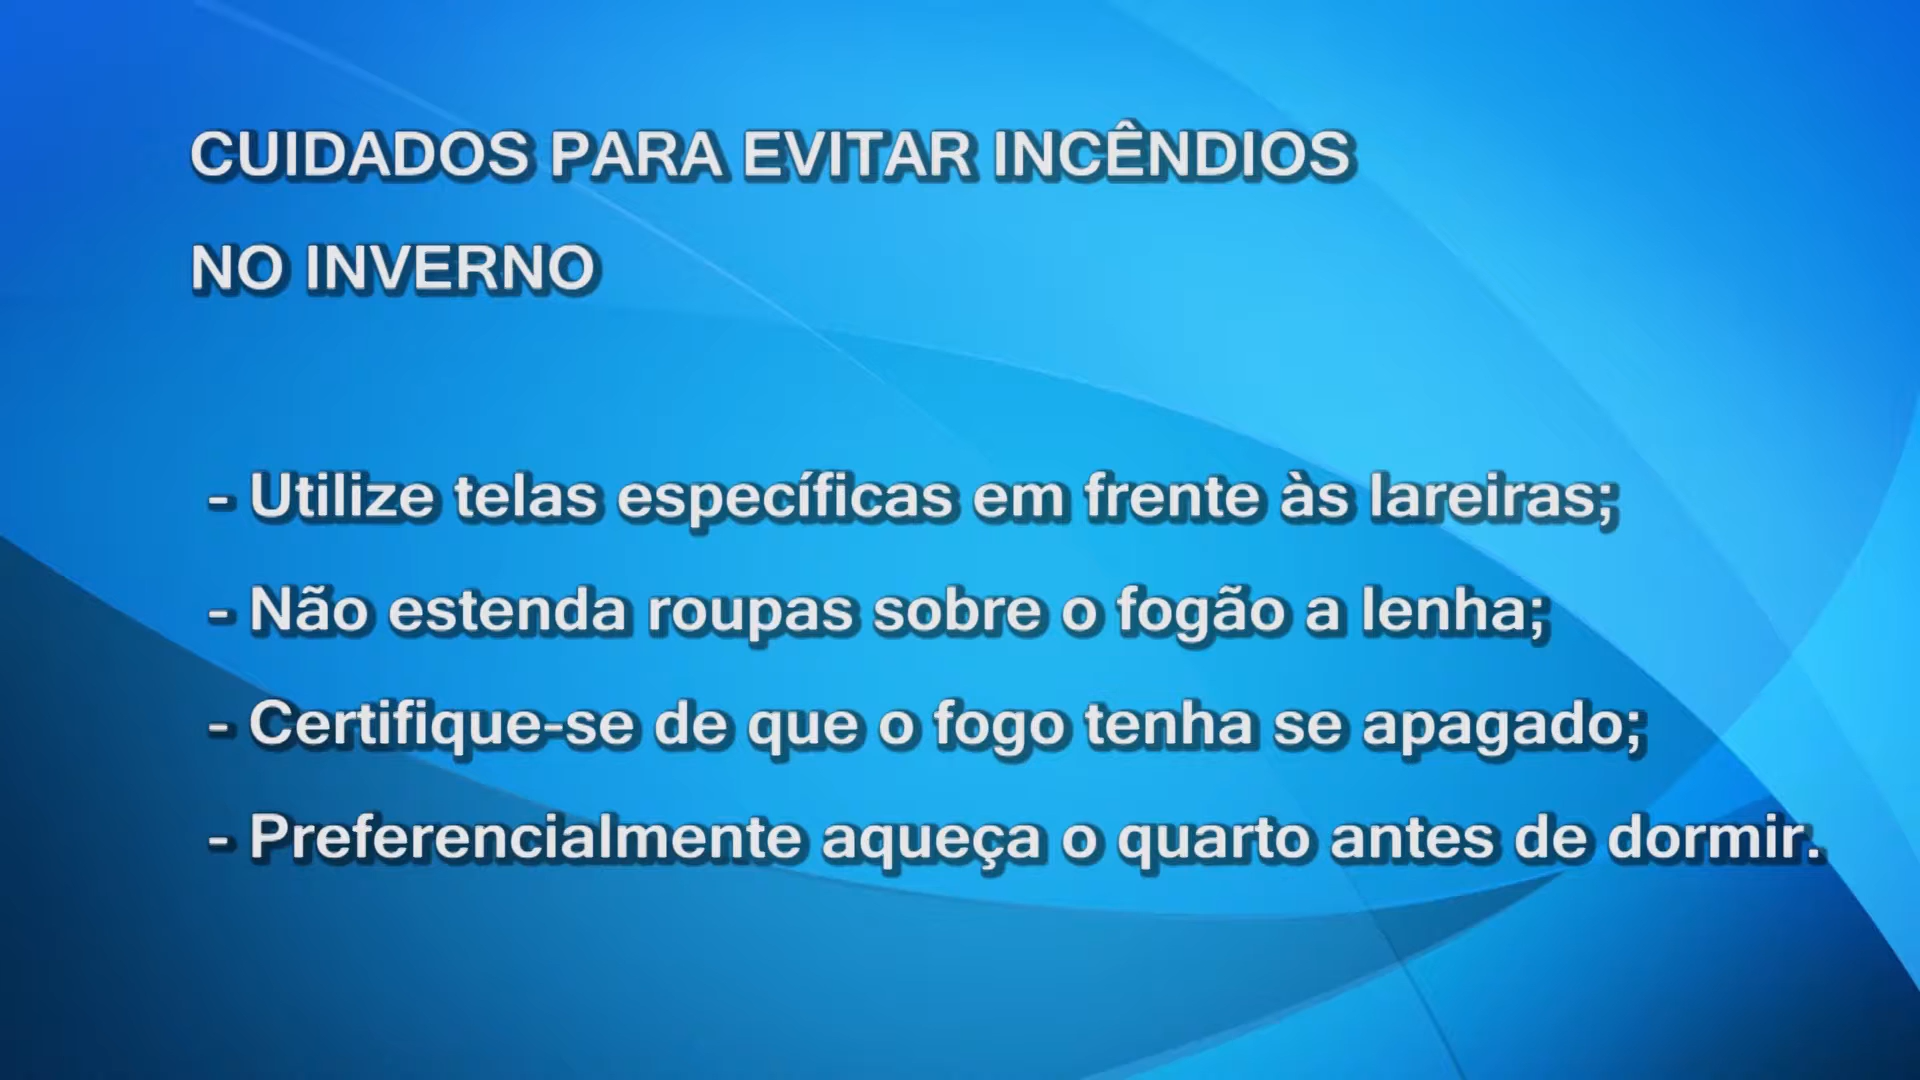 CUIDADOS PARA EVITAR INCÊNDIOS
NO INVERNO
- Utilize telas específicas em frente às lareiras;
- Não estenda roupas sobre o fogão a lenha;
- Certifique-se de que o fogo tenha se apagado;
- Preferencialmente aqueça o quarto antes de dormir.